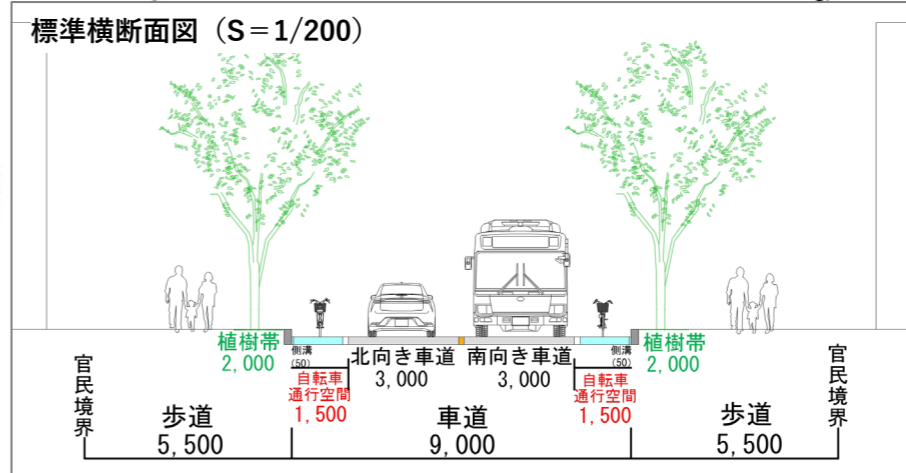 標準横断面図（S＝1/200）
植樹帯
2,000
側溝
(50)
北向き車道
3,000
南向き車道
3,000
側溝
(50)
植樹帯
2,000
自転車
通行空間
1,500
自転車
通行空間
1,500
官民境界
歩道
5,500
車道
9,000
歩道
5,500
官民境界